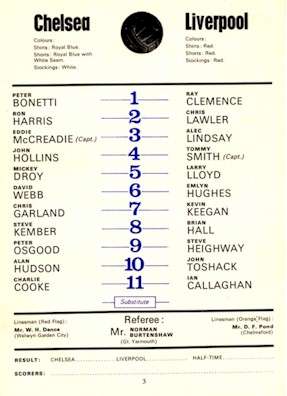 Chelsea Liverpool
Colours: Colours:
Shirts: Royal Blue. Shirts: Red.
Shorts: Royal Blue with Shorts: Red.
White Seam. Stockings: Red.
Stockings: White.
PETER BONETTI 1 RAY CLEMENCE
RON HARRIS 2 CHRIS LAWLER
EDDIE McCREADIE (Capt.) 3 ALEC LINDSAY
JOHN HOLLINS 4 TOMMY SMITH (Capt.)
MICKEY DROY 5 LARRY LLOYD
DAVID WEBB 6 EMLYN HUGHES
CHRIS GARLAND 7 KEVIN KEEGAN
STEVE KEMBER 8 BRIAN HALL
PETER OSGOOD 9 STEVE HEIGHWAY
ALAN HUDSON 10 JOHN TOSHACK
CHARLIE COOKE 11 IAN CALLAGHAN
Substitute
Linesman (Red Flag): Referee: Linesman (Orange Flag):
Mr. W. H. Dance Mr. NORMAN BURTENSHAW Mr. D. F. Pond
(Welwyn Garden City) (Gt. Yarmouth) (Chelmsford)
RESULT: CHELSEA LIVERPOOL HALF-TIME
SCORERS:
3